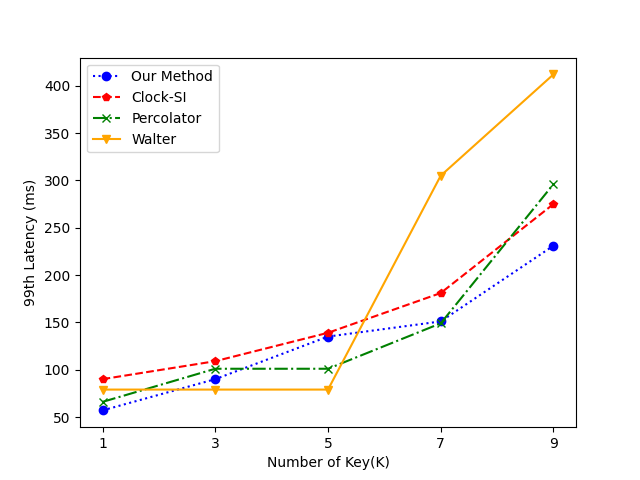 Our Method
Clock-SI
Percolator
Walter
400
350
300
250
200
150
100
50
99th Latency (ms)
1 3 5 7 9
Number of Key(K)